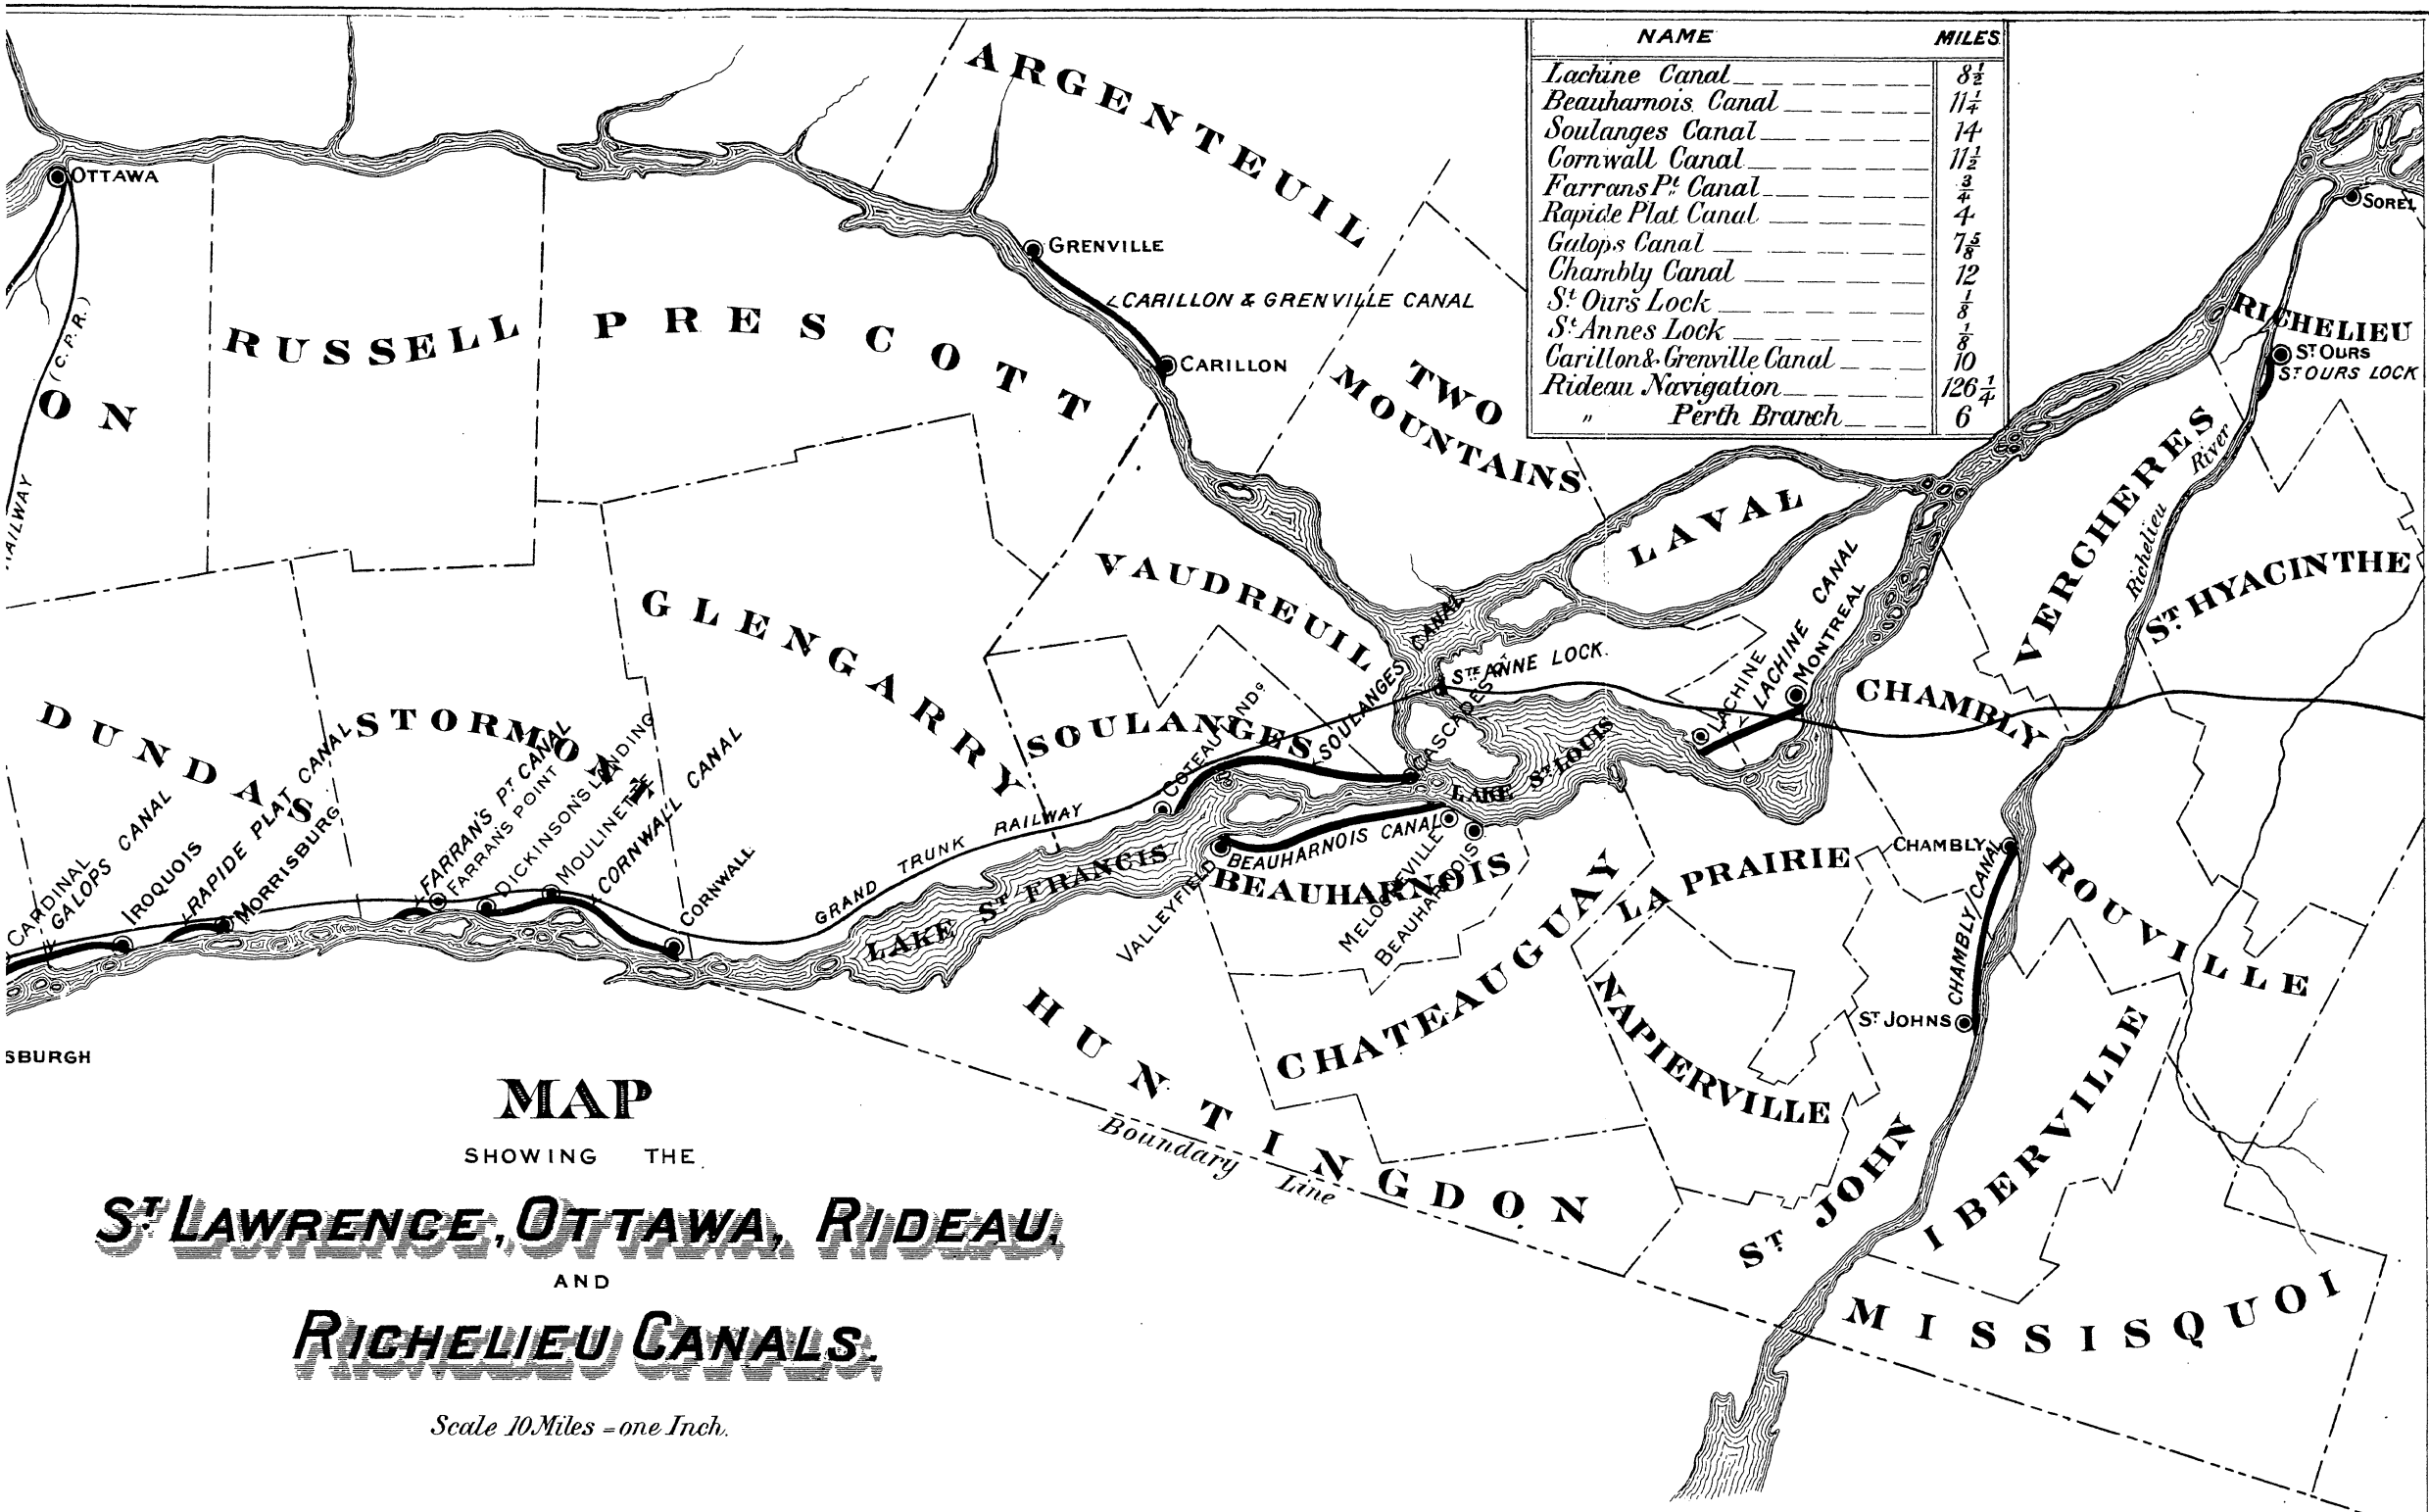 NAME MILES
Lachine Canal 8½
Beauharnois Canal 11¼
Soulanges Canal 14
Cornwall Canal 11½
Farrans Pt. Canal ¾
Rapide Plat Canal 4
Galops Canal 7⅝
Chambly Canal 12
St. Ours Lock ⅛
St. Annes Lock ⅛
Carillon & Grenville Canal 10
Rideau Navigation 126¼
" Perth Branch 6
ARGENTEUIL
OTTAWA
SOREL
GRENVILLE
CARILLON & GRENVILLE CANAL
CARILLON
(C.P.R.)
AILWAY
ON
RUSSELL
PRESCOTT
TWO
MOUNTAINS
RICHELIEU
ST OURS
ST OURS LOCK
VERCHERES
Richelieu River
ST. HYACINTHE
LAVAL
VAUDREUIL
GLENGARRY
STE ANNE LOCK.
LACHINE
LACHINE CANAL
MONTREAL
CHAMBLY
DUNDAS
STORMONT
SOULANGES
SOULANGES CANAL
COTEAU LANDG
CASCADES
LAKE ST LOUIS
CARDINAL
GALOPS CANAL
IROQUOIS
RAPIDE PLAT CANAL
MORRISBURG
FARRAN'S PT CANAL
FARRAN'S POINT
DICKINSON'S LANDING
MOULINETTE
CORNWALL CANAL
CORNWALL
GRAND TRUNK RAILWAY
LAKE ST FRANCIS
VALLEYFIELD
BEAUHARNOIS CANAL
BEAUHARNOIS
MELOCHEVILLE
BEAUHARNOIS
CHATEAUGUAY
LA PRAIRIE
CHAMBLY
CHAMBLY CANAL
ROUVILLE
ST JOHNS
NAPIERVILLE
HUNTINGDON
Boundary Line
ST JOHN
IBERVILLE
MISSISQUOI
SBURGH
MAP
SHOWING THE
ST. LAWRENCE, OTTAWA, RIDEAU,
AND
RICHELIEU CANALS.
Scale 10 Miles = one Inch.